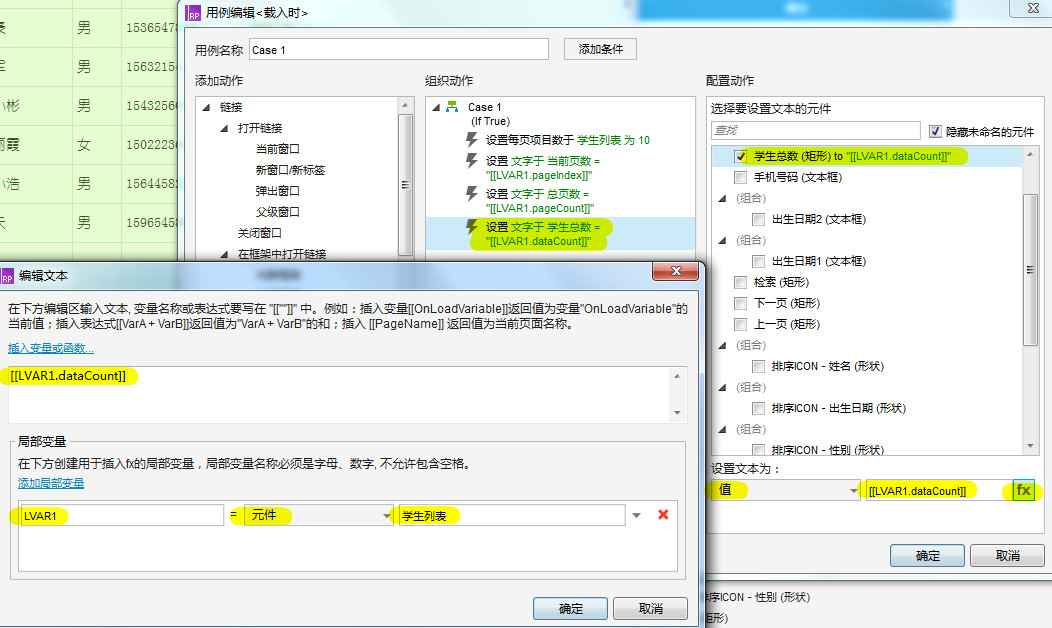 用例编辑<载入时>
男 15365478
男 1563215
彬 男 1543256
霞 女 1502223
浩 男 1564458
男 1596545
用例名称 Case 1 添加条件
添加动作 组织动作 配置动作
链接
打开链接
当前窗口
新窗口/新标签
弹出窗口
父级窗口
关闭窗口
在框架中打开链接
Case 1
(If True)
设置每页项目数于 学生列表 为 10
设置 文字于 当前页数 =
"[[LVAR1.pageIndex]]"
设置 文字于 总页数 =
"[[LVAR1.pageCount]]"
设置 文字于 学生总数 =
"[[LVAR1.dataCount]]"
选择要设置文本的元件
查找 隐藏未命名的元件
学生总数 (矩形) to "[[LVAR1.dataCount]]"
手机号码 (文本框)
(组合)
出生日期2 (文本框)
(组合)
出生日期1 (文本框)
检索 (矩形)
下一页 (矩形)
上一页 (矩形)
(组合)
排序ICON - 姓名 (形状)
(组合)
排序ICON - 出生日期 (形状)
(组合)
排序ICON - 性别 (形状)
设置文本为：
值 [[LVAR1.dataCount]] fx
确定 取消
编辑文本
在下方编辑区输入文本, 变量名称或表达式要写在 "[[""]]" 中。例如：插入变量[[OnLoadVariable]]返回值为变量"OnLoadVariable"的
当前值；插入表达式[[VarA + VarB]]返回值为"VarA + VarB"的和；插入 [[PageName]] 返回值为当前页面名称。
插入变量或函数...
[[LVAR1.dataCount]]
局部变量
在下方创建用于插入fx的局部变量，局部变量名称必须是字母、数字, 不允许包含空格。
添加局部变量
LVAR1 = 元件 学生列表
确定 取消
序ICON - 性别 (形状)
矩形)